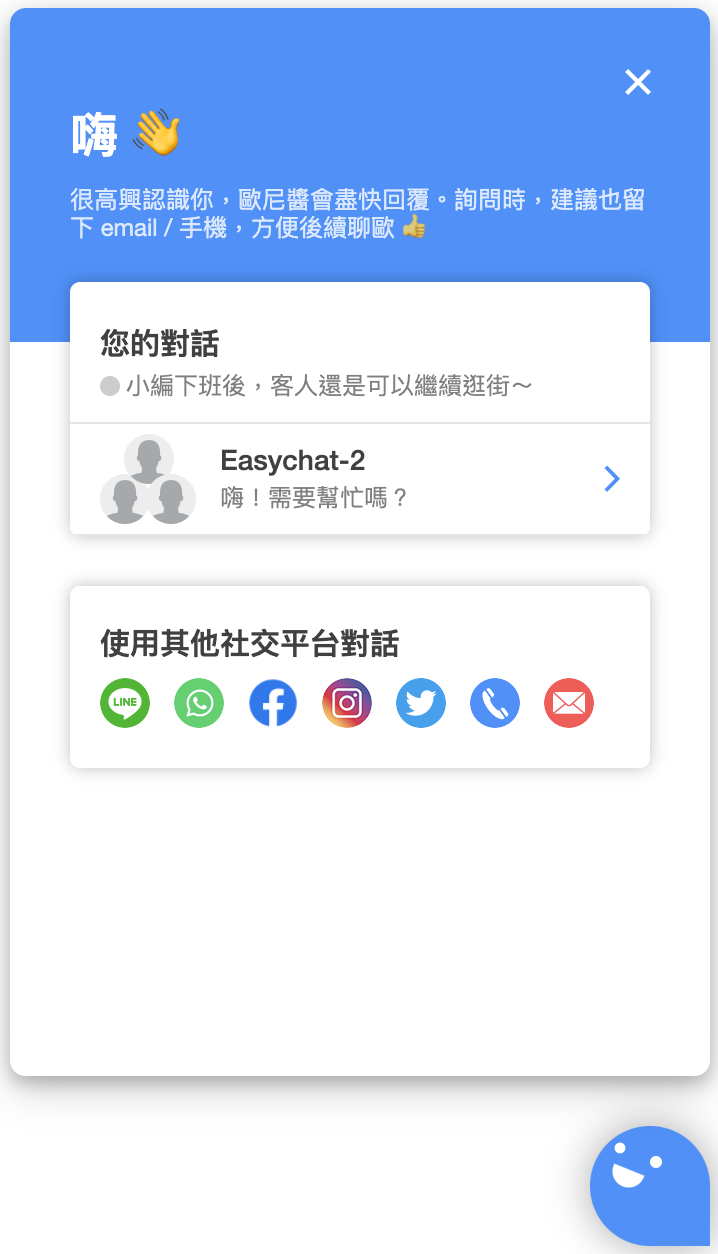 嗨 👋
很高興認識你，歐尼醬會盡快回覆。詢問時，建議也留
下 email / 手機，方便後續聊歐 👍
您的對話
小編下班後，客人還是可以繼續逛街～
Easychat-2
嗨！需要幫忙嗎？
使用其他社交平台對話
LINE